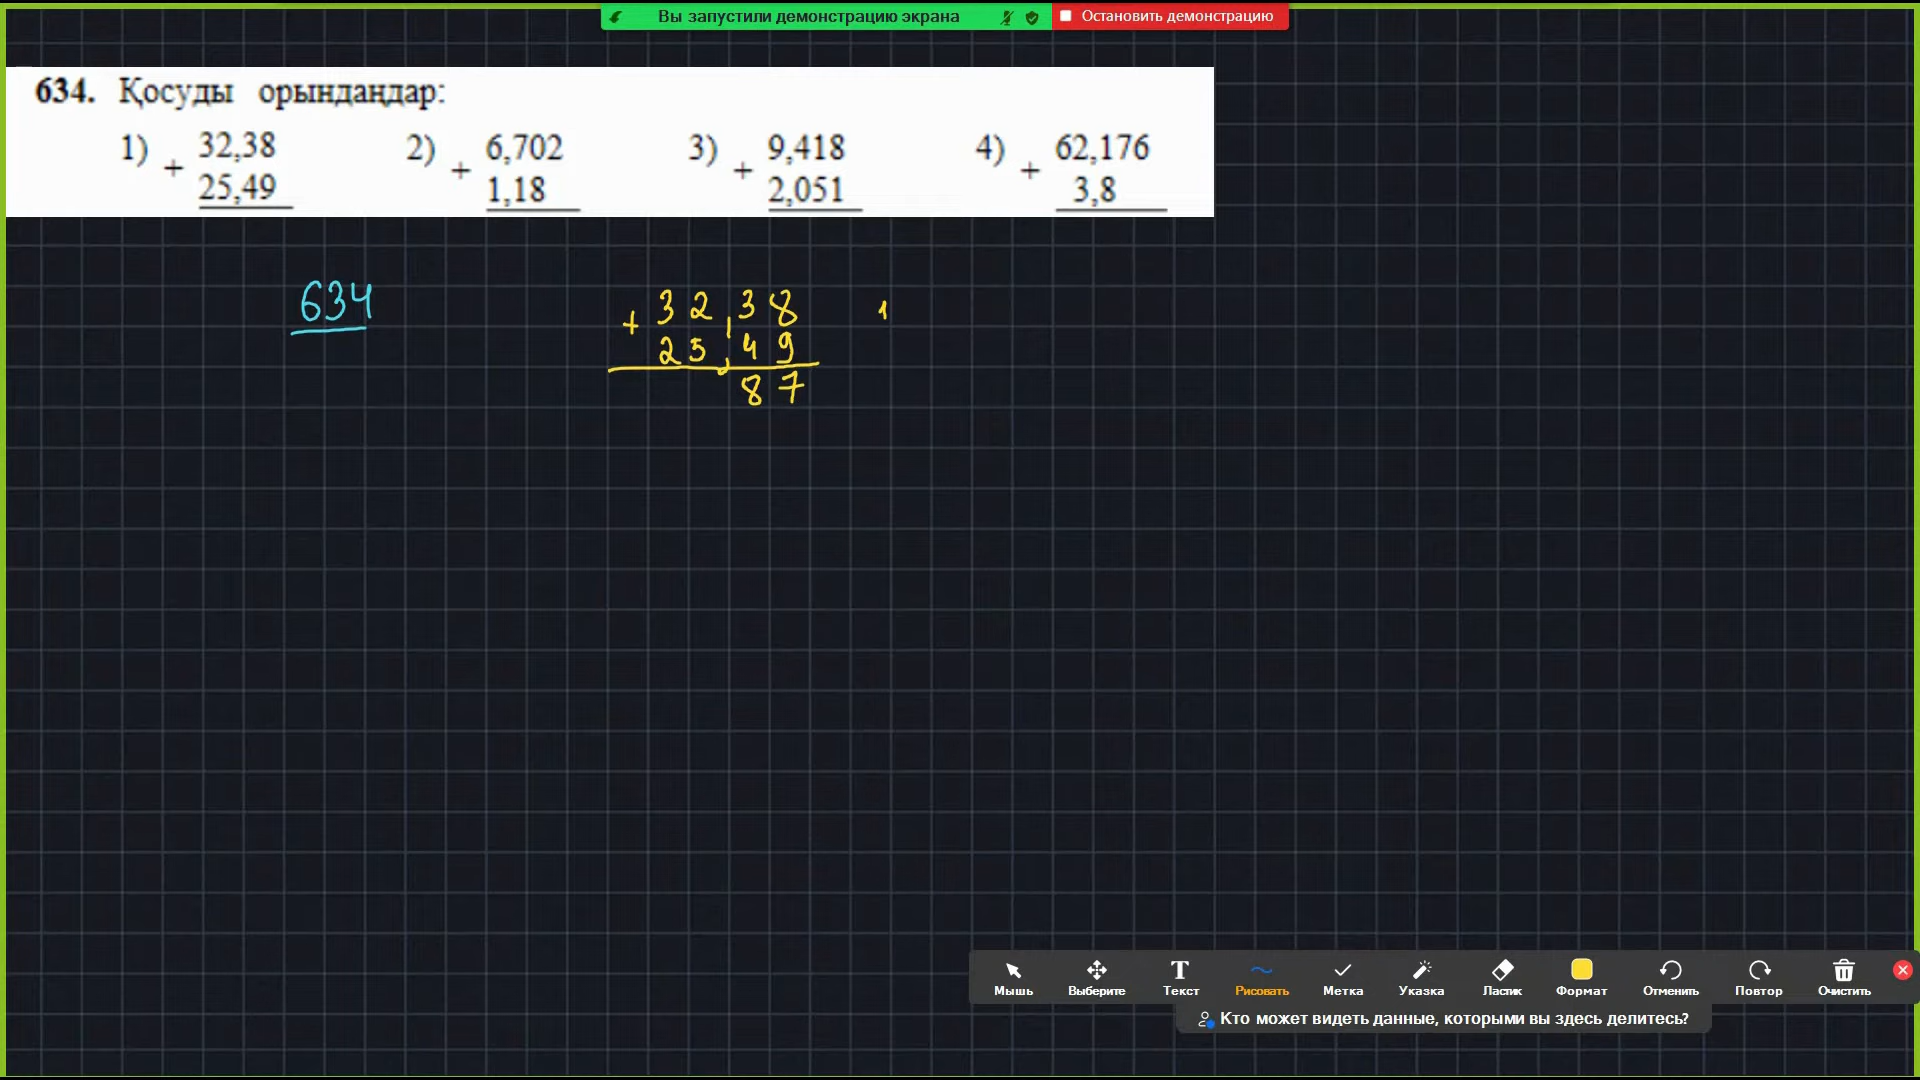 Вы запустили демонстрацию экрана
Остановить демонстрацию
634. Қосуды орындаңдар:
1) + 32,38 2) + 6,702 3) + 9,418 4) + 62,176
25,49 1,18 2,051 3,8
634
+ 32,38 1
25,49
87
Мышь Выберите Текст Рисовать Метка Указка Ластик Формат Отменить Повтор Очистить
Кто может видеть данные, которыми вы здесь делитесь?